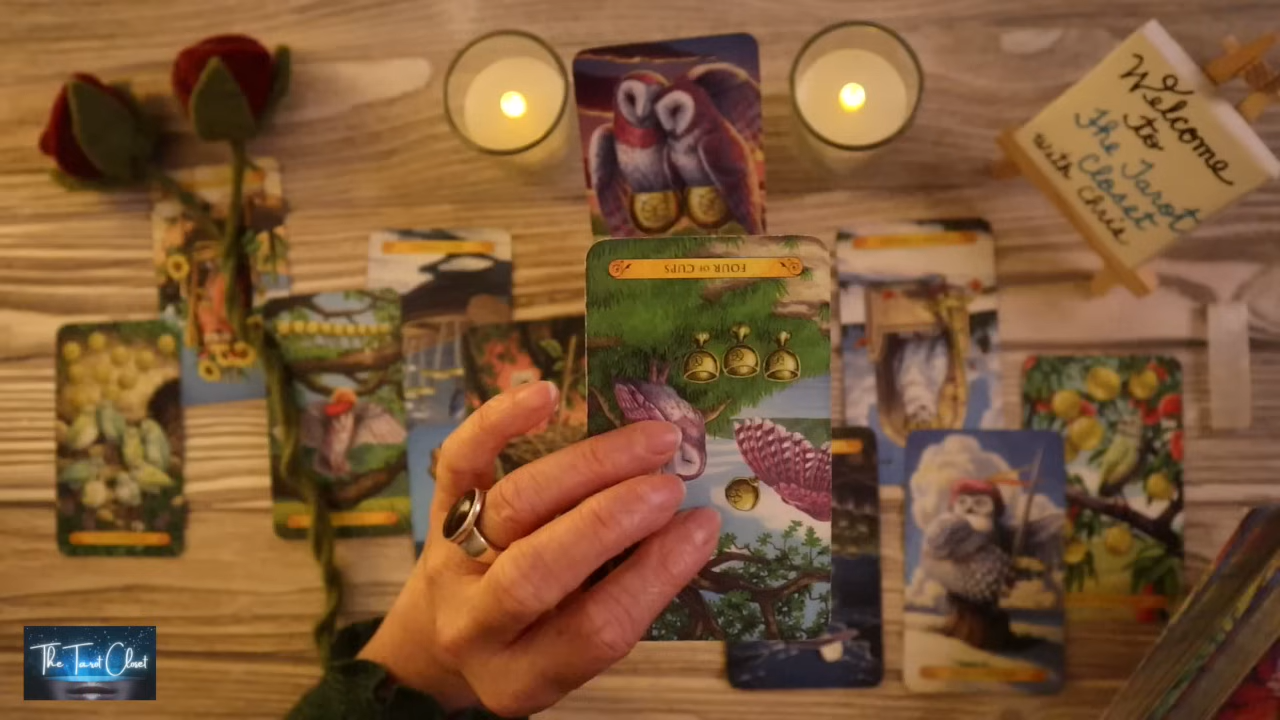 Welcome
to
The Tarot
Closet
with Chris
FOUR OF CUPS
The Tarot Closet